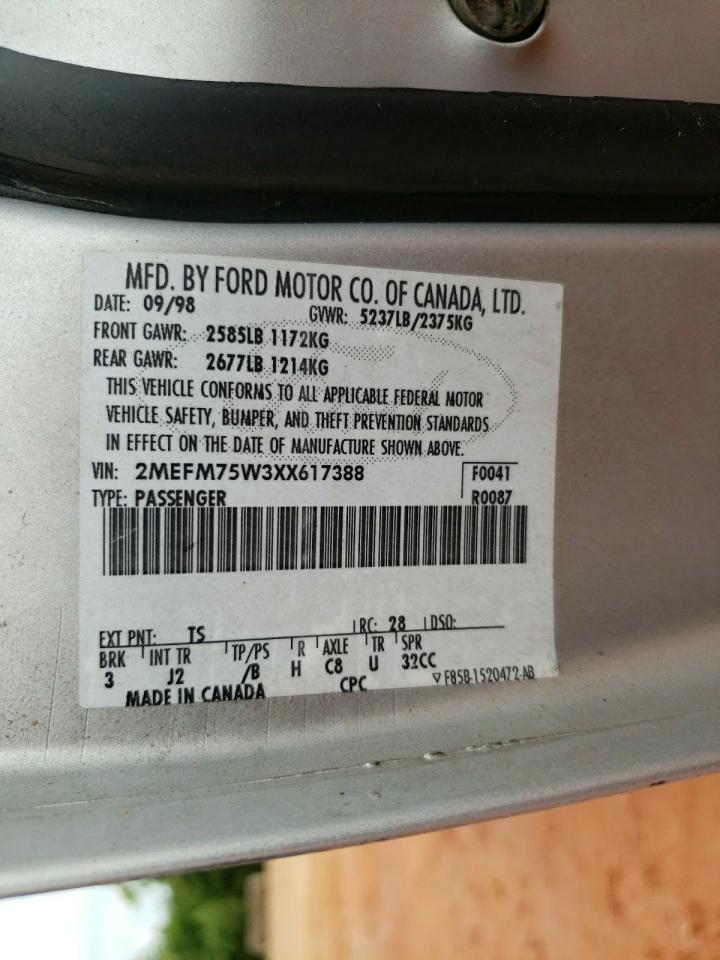 MFD. BY FORD MOTOR CO. OF CANADA, LTD.
DATE: 09/98 GVWR: 5237LB/2375KG
FRONT GAWR: 2585LB 1172KG
REAR GAWR: 2677LB 1214KG
THIS VEHICLE CONFORMS TO ALL APPLICABLE FEDERAL MOTOR
VEHICLE SAFETY, BUMPER, AND THEFT PREVENTION STANDARDS
IN EFFECT ON THE DATE OF MANUFACTURE SHOWN ABOVE.
VIN: 2MEFM75W3XX617388 F0041
TYPE: PASSENGER R0087
EXT PNT: TS RC: 28 DSO:
BRK INT TR TP/PS R AXLE TR SPR
3 J2 /B H C8 U 32CC
MADE IN CANADA CPC ▽ F85B-1520472-AB